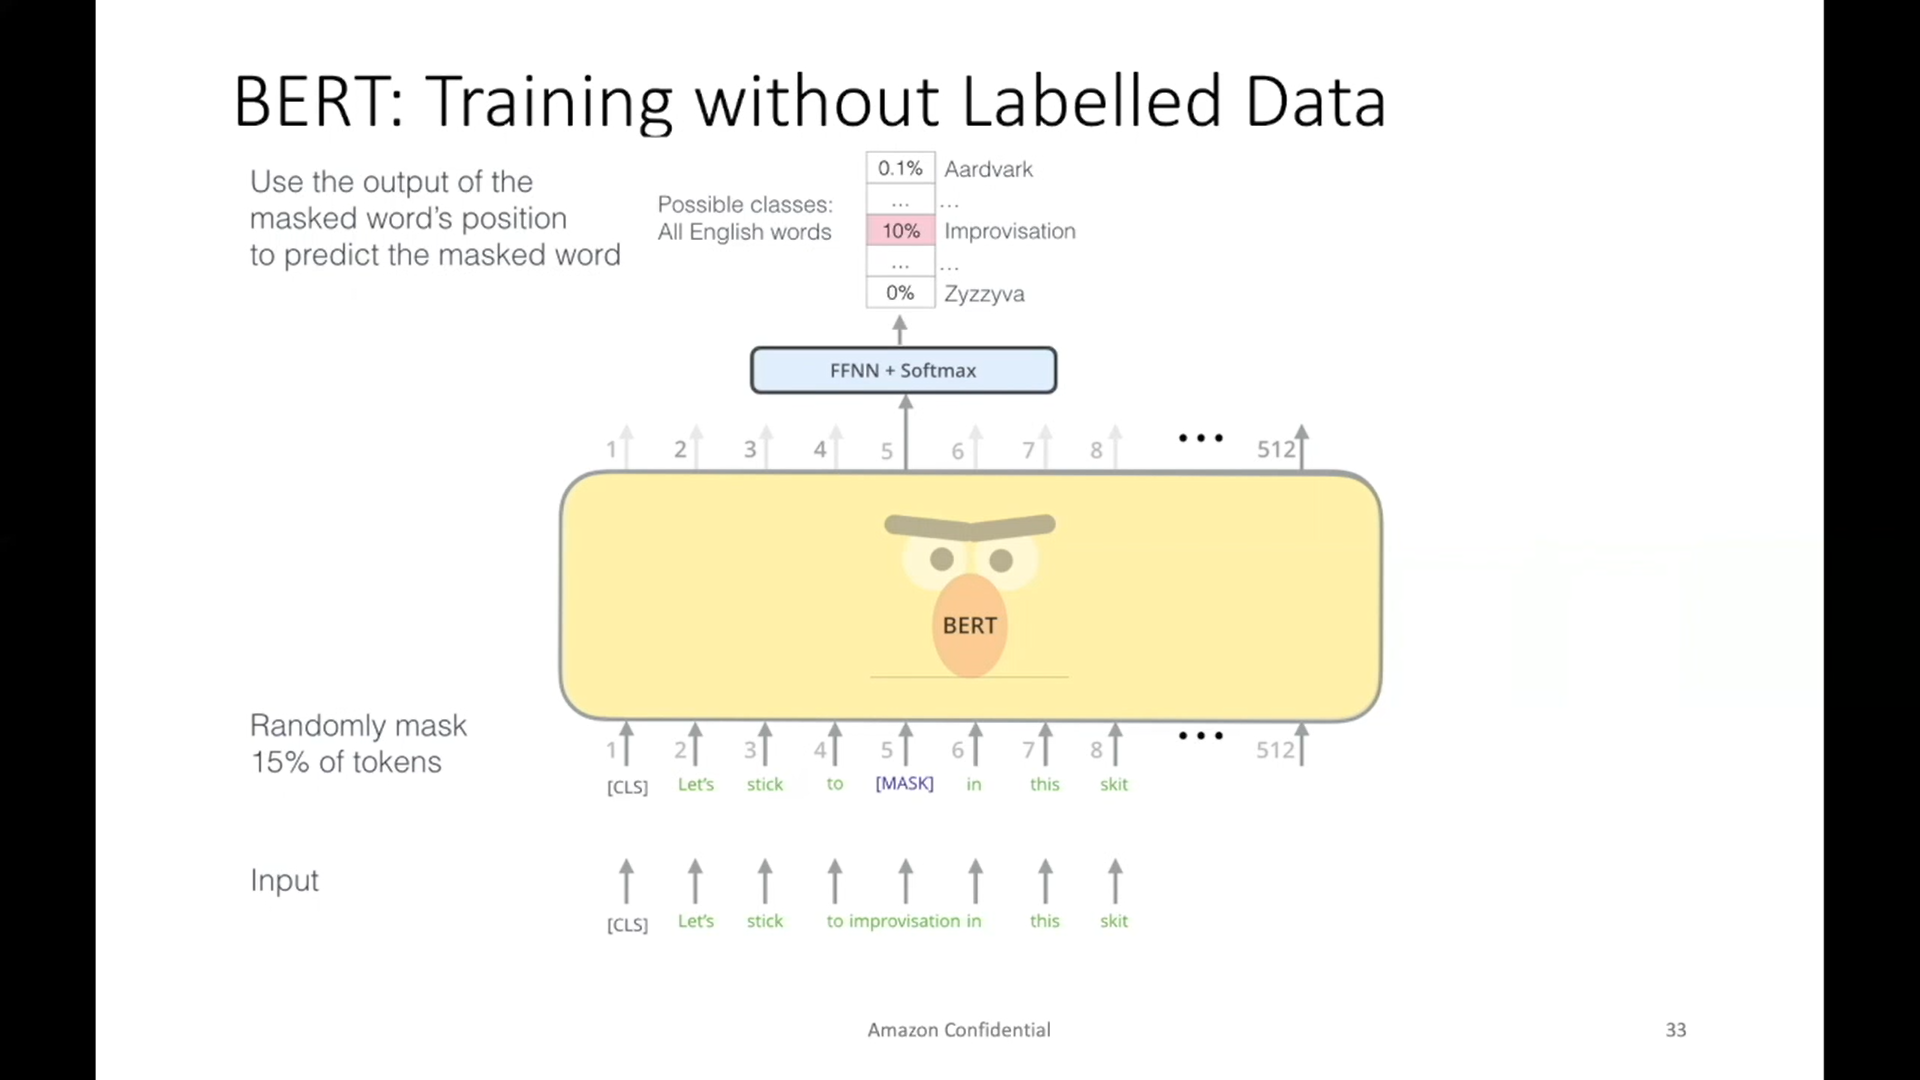 BERT: Training without Labelled Data
Use the output of the
masked word's position
to predict the masked word
Possible classes:
All English words
0.1% Aardvark
... ...
10% Improvisation
... ...
0% Zyzzyva
FFNN + Softmax
1 2 3 4 5 6 7 8 ••• 512
BERT
Randomly mask
15% of tokens
1 2 3 4 5 6 7 8 ••• 512
[CLS] Let's stick to [MASK] in this skit
Input
[CLS] Let's stick to improvisation in this skit
Amazon Confidential
33